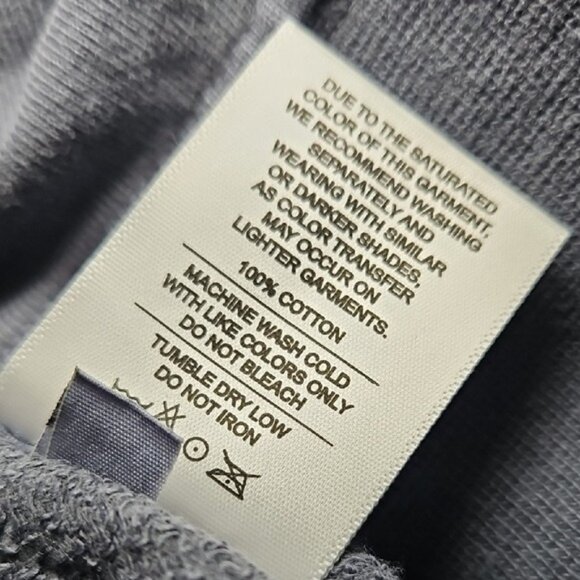 DUE TO THE SATURATED
COLOR OF THIS GARMENT,
WE RECOMMEND WASHING
SEPARATELY AND
WEARING WITH SIMILAR
OR DARKER SHADES,
AS COLOR TRANSFER
MAY OCCUR ON
LIGHTER GARMENTS.
100% COTTON
MACHINE WASH COLD
WITH LIKE COLORS ONLY
DO NOT BLEACH
TUMBLE DRY LOW
DO NOT IRON